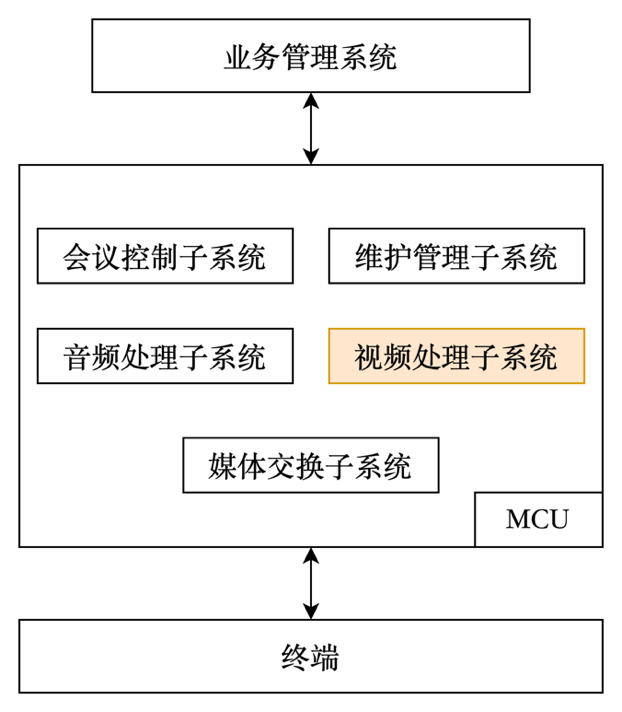 业务管理系统
会议控制子系统
维护管理子系统
音频处理子系统
视频处理子系统
媒体交换子系统
MCU
终端